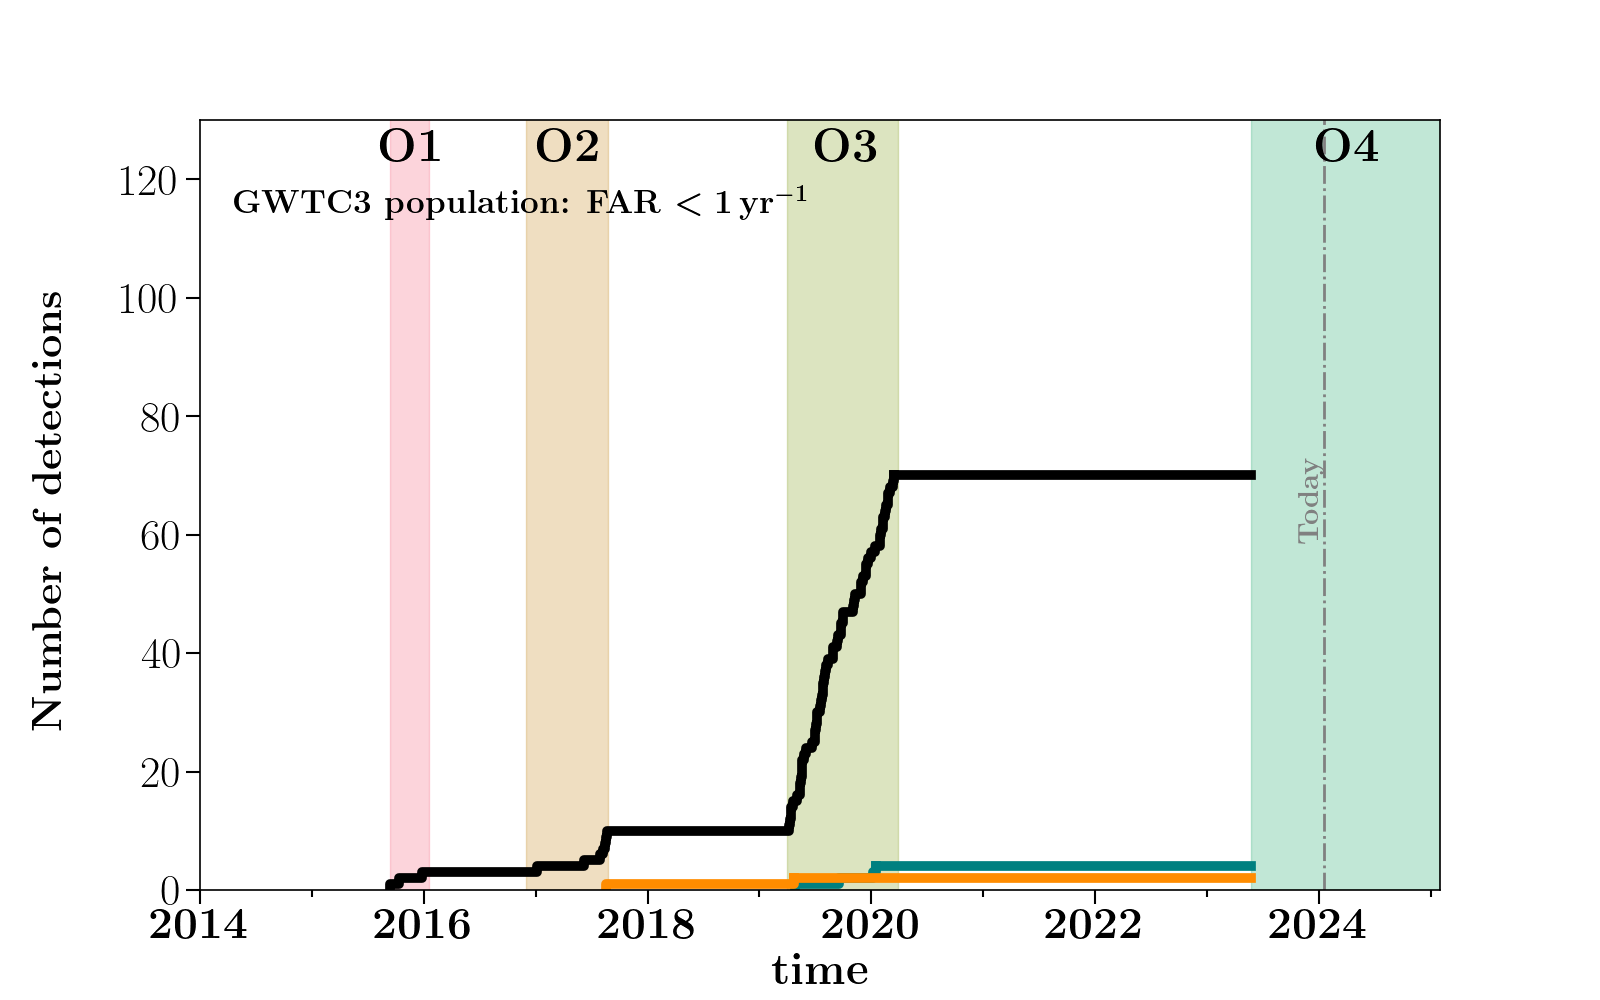 O1 O2 O3 O4
GWTC3 population: FAR < 1 yr⁻¹
120
100
80
60
40
20
0
Number of detections
Today
2014 2016 2018 2020 2022 2024
time